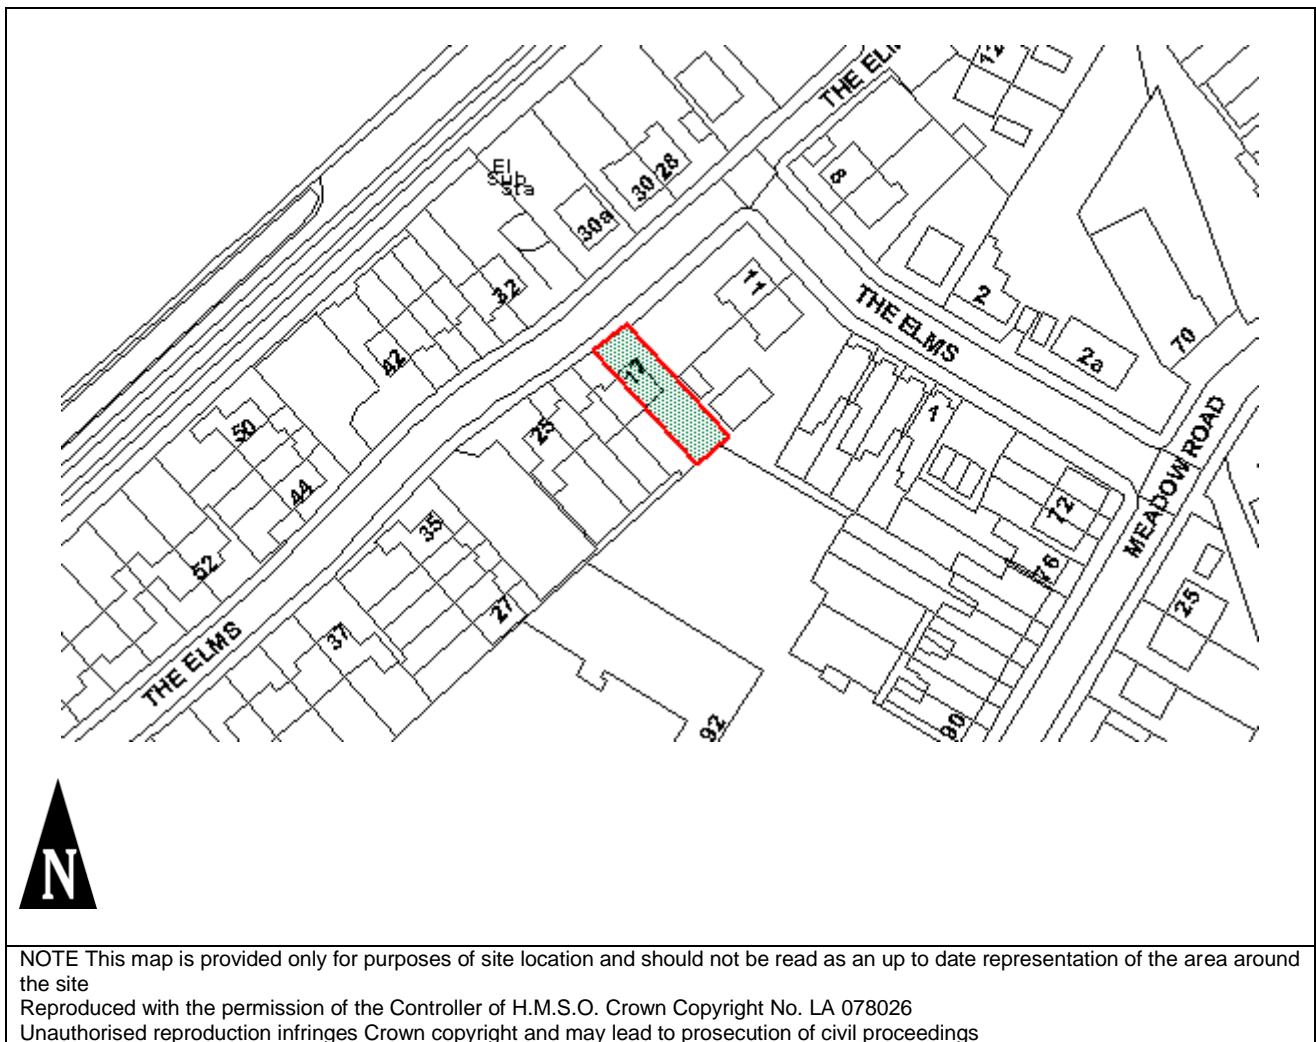 THE ELM
12
El
Sub
Sta
30 28
8
30a
11
32
2
THE ELMS
70
2a
42
17
1
50
25
MEADOW ROAD
44
72
35
52
76
27
25
37
THE ELMS
92
90
N
NOTE This map is provided only for purposes of site location and should not be read as an up to date representation of the area around
the site
Reproduced with the permission of the Controller of H.M.S.O. Crown Copyright No. LA 078026
Unauthorised reproduction infringes Crown copyright and may lead to prosecution of civil proceedings